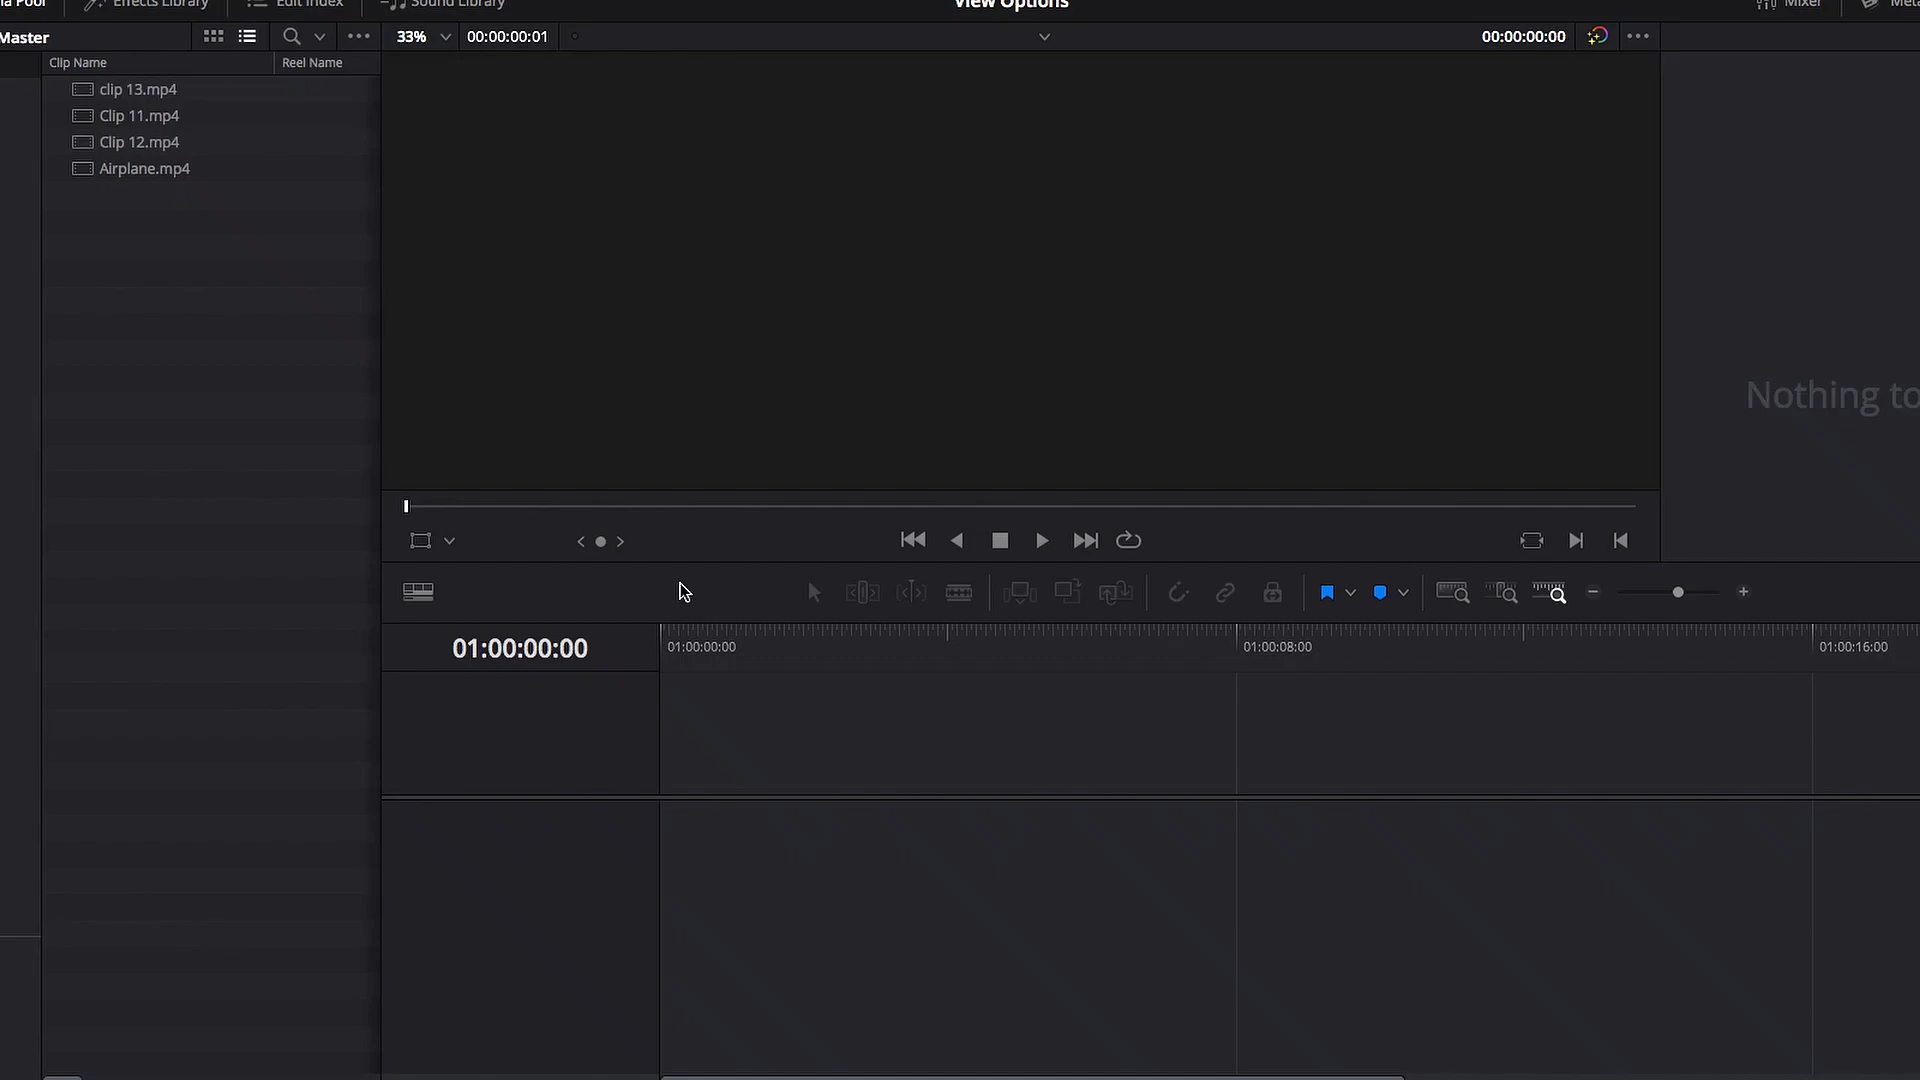 Pool
Effects Library
Edit Index
Sound Library
View Options
Mixer
Master
33%
00:00:00:01
00:00:00:00
Clip Name
Reel Name
clip 13.mp4
Clip 11.mp4
Clip 12.mp4
Airplane.mp4
Nothing to
01:00:00:00
01:00:00:00
01:00:08:00
01:00:16:00